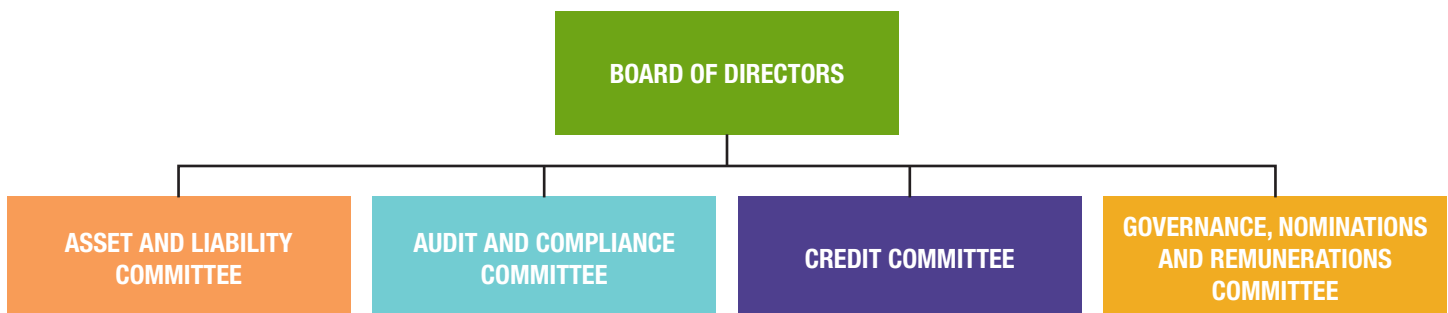 BOARD OF DIRECTORS
ASSET AND LIABILITY
COMMITTEE
AUDIT AND COMPLIANCE
COMMITTEE
CREDIT COMMITTEE
GOVERNANCE, NOMINATIONS
AND REMUNERATIONS
COMMITTEE